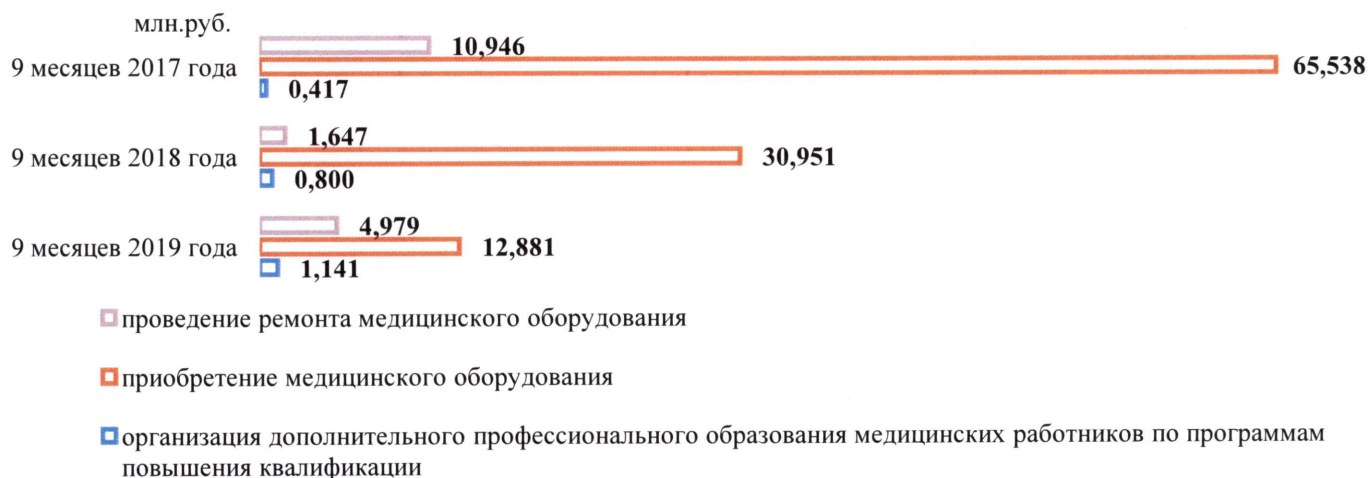 млн.руб.
10,946
9 месяцев 2017 года
65,538
0,417
1,647
9 месяцев 2018 года
30,951
0,800
4,979
9 месяцев 2019 года
12,881
1,141
проведение ремонта медицинского оборудования
приобретение медицинского оборудования
организация дополнительного профессионального образования медицинских работников по программам
повышения квалификации